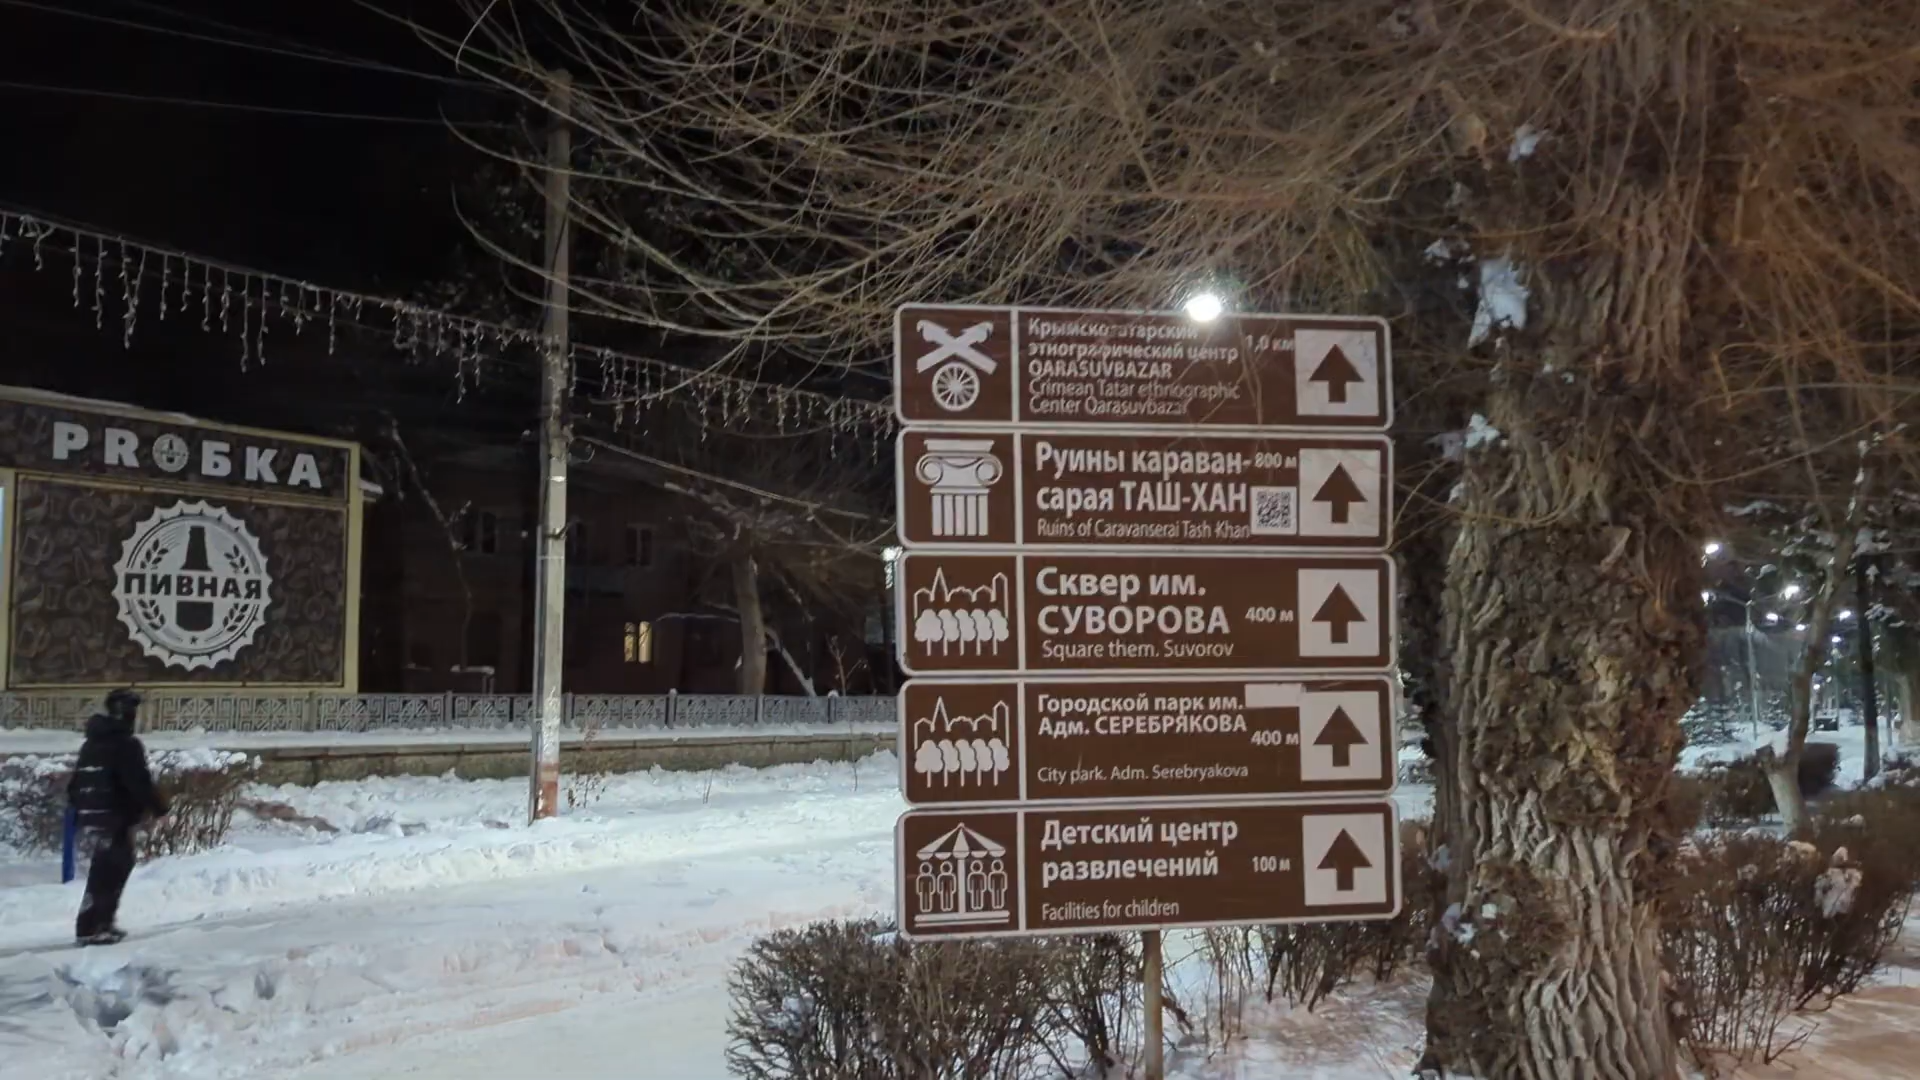 PROБКА
ПИВНАЯ
Крымскотатарский
этнографический центр
1,0 км
QARASUVBAZAR
Crimean Tatar ethnographic
Center Qarasuvbazar
Руины караван-
800 м
сарая ТАШ-ХАН
Ruins of Caravanserai Tash-Khan
Сквер им.
СУВОРОВА
400 м
Square them. Suvorov
Городской парк им.
Адм. СЕРЕБРЯКОВА
400 м
City park. Adm. Serebryakova
Детский центр
развлечений
100 м
Facilities for children